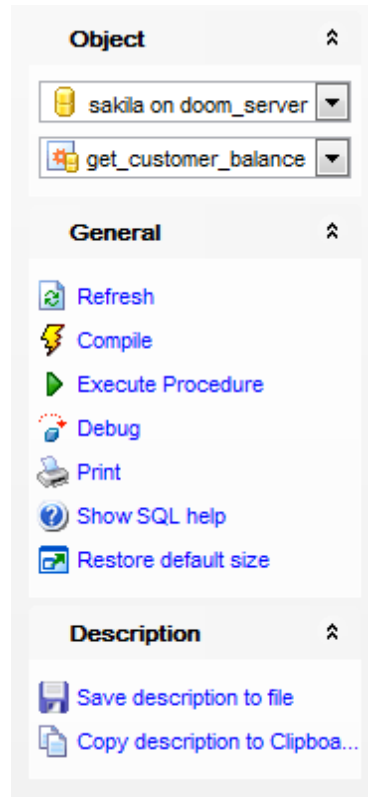 Object
sakila on doom_server
get_customer_balance
General
Refresh
Compile
Execute Procedure
Debug
Print
Show SQL help
Restore default size
Description
Save description to file
Copy description to Clipboa...